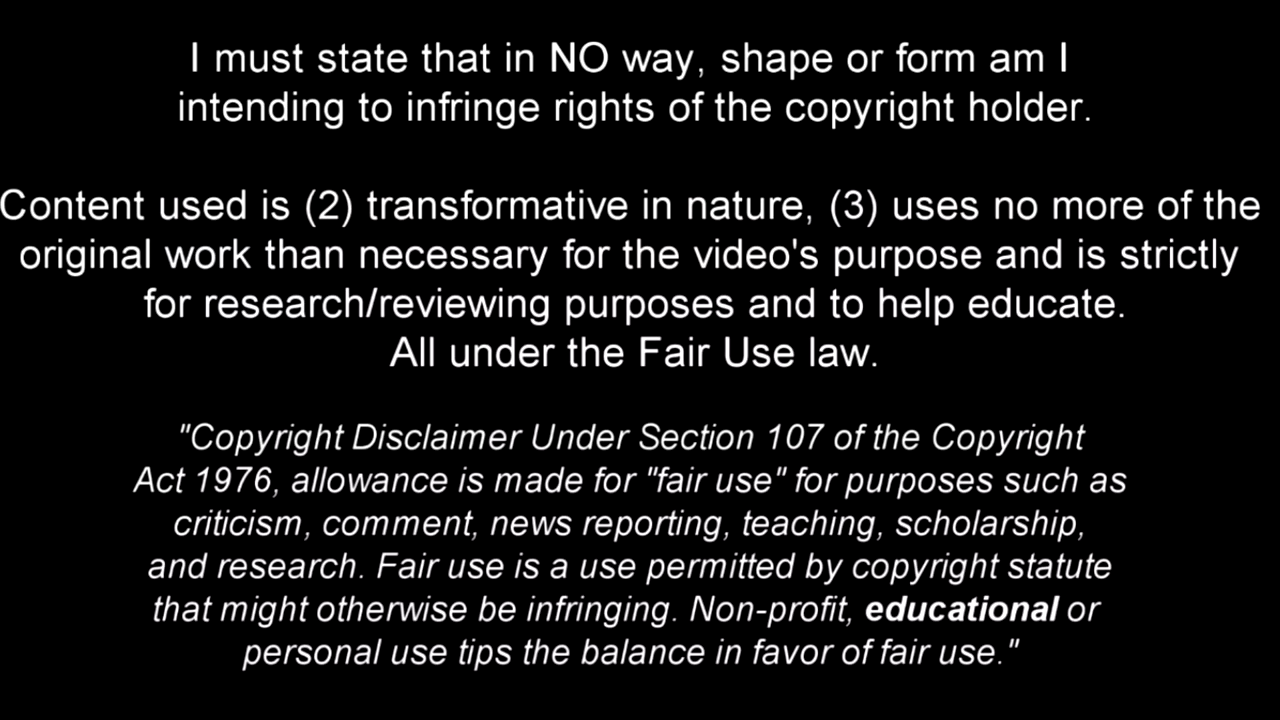 I must state that in NO way, shape or form am I
intending to infringe rights of the copyright holder.
Content used is (2) transformative in nature, (3) uses no more of the
original work than necessary for the video's purpose and is strictly
for research/reviewing purposes and to help educate.
All under the Fair Use law.
"Copyright Disclaimer Under Section 107 of the Copyright
Act 1976, allowance is made for "fair use" for purposes such as
criticism, comment, news reporting, teaching, scholarship,
and research. Fair use is a use permitted by copyright statute
that might otherwise be infringing. Non-profit, educational or
personal use tips the balance in favor of fair use."